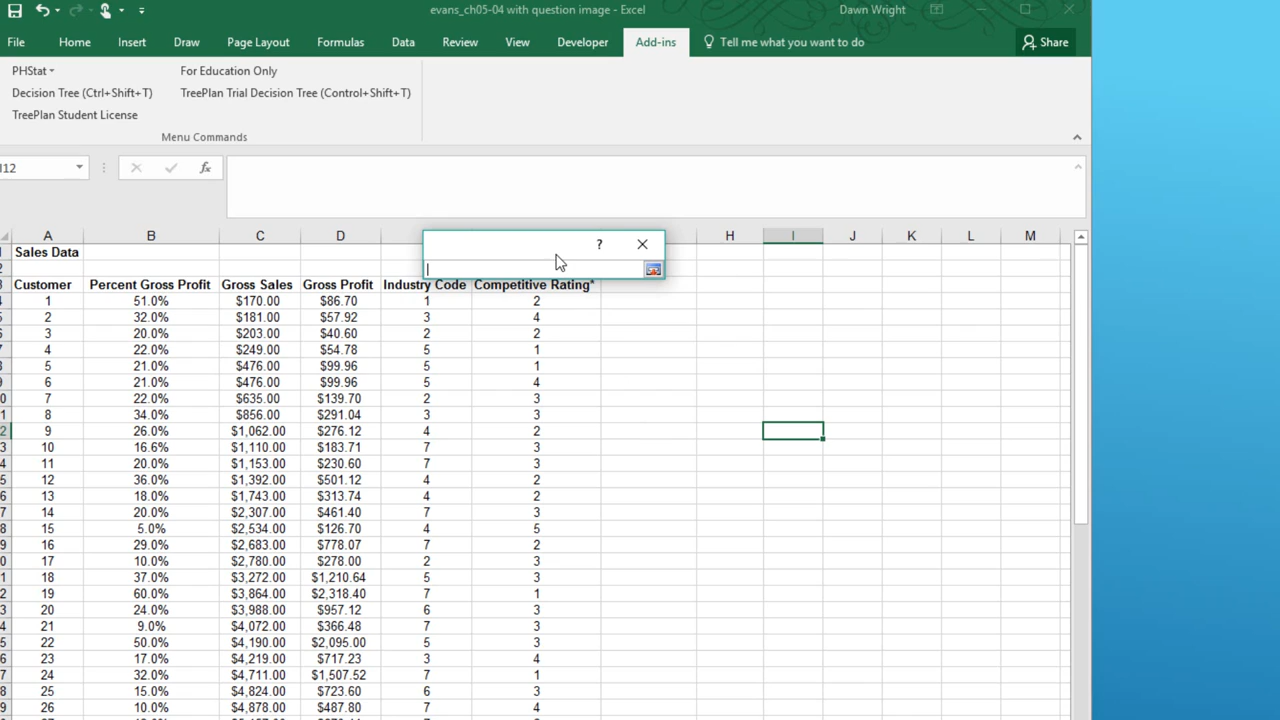 evans_ch05-04 with question image - Excel
Dawn Wright
File Home Insert Draw Page Layout Formulas Data Review View Developer Add-ins Tell me what you want to do Share
PHStat For Education Only
Decision Tree (Ctrl+Shift+T) TreePlan Trial Decision Tree (Control+Shift+T)
TreePlan Student License
Menu Commands
I12 fx
A B C D H I J K L M
Sales Data
Customer Percent Gross Profit Gross Sales Gross Profit Industry Code Competitive Rating*
1 51.0% $170.00 $86.70 1 2
2 32.0% $181.00 $57.92 3 4
3 20.0% $203.00 $40.60 2 2
4 22.0% $249.00 $54.78 5 1
5 21.0% $476.00 $99.96 5 1
6 21.0% $476.00 $99.96 5 4
7 22.0% $635.00 $139.70 2 3
8 34.0% $856.00 $291.04 3 3
9 26.0% $1,062.00 $276.12 4 2
10 16.6% $1,110.00 $183.71 7 3
11 20.0% $1,153.00 $230.60 7 3
12 36.0% $1,392.00 $501.12 4 2
13 18.0% $1,743.00 $313.74 4 2
14 20.0% $2,307.00 $461.40 7 3
15 5.0% $2,534.00 $126.70 4 5
16 29.0% $2,683.00 $778.07 7 2
17 10.0% $2,780.00 $278.00 2 3
18 37.0% $3,272.00 $1,210.64 5 3
19 60.0% $3,864.00 $2,318.40 7 1
20 24.0% $3,988.00 $957.12 6 3
21 9.0% $4,072.00 $366.48 7 3
22 50.0% $4,190.00 $2,095.00 5 3
23 17.0% $4,219.00 $717.23 3 4
24 32.0% $4,711.00 $1,507.52 7 1
25 15.0% $4,824.00 $723.60 6 3
26 10.0% $4,878.00 $487.80 7 4